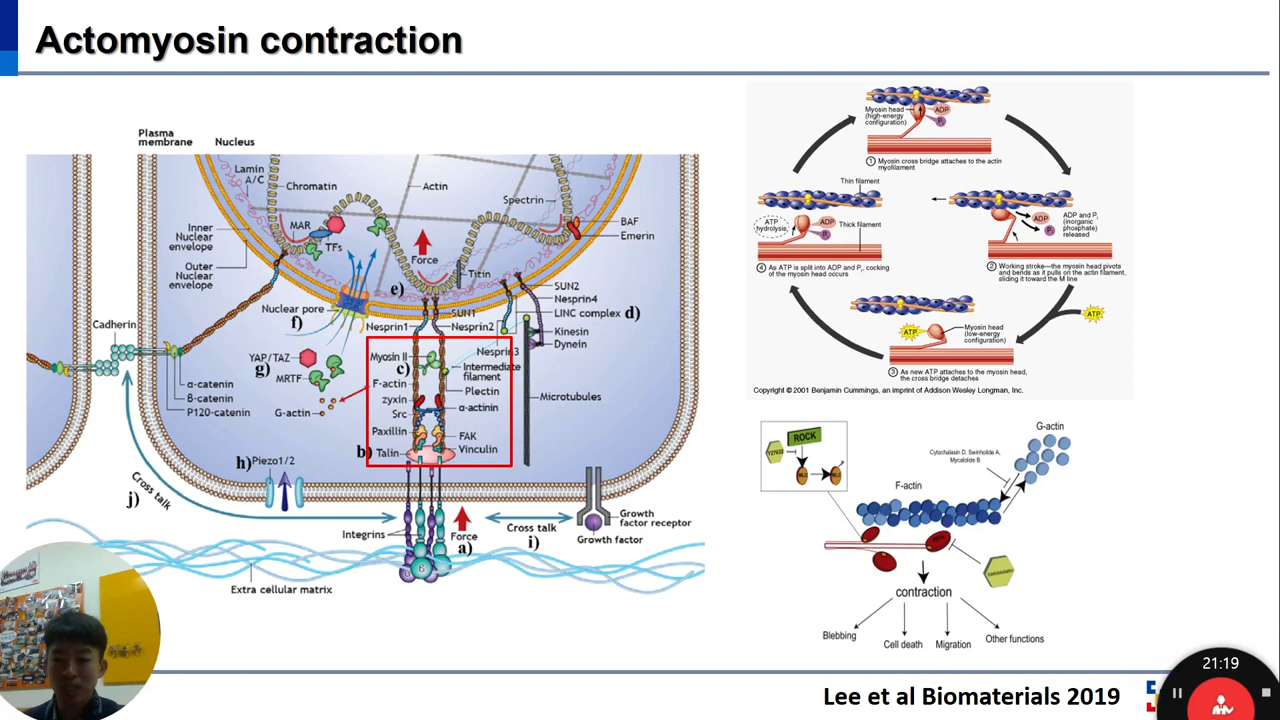 Actomyosin contraction
Plasma
membrane
Nucleus
Lamin
A/C
Chromatin
Actin
Spectrin
MAR
TFs
BAF
Emerin
Inner
Nuclear
envelope
Outer
Nuclear
envelope
Force
Titin
e)
SUN2
Nesprin4
LINC complex d)
Nuclear pore
f)
SUN1
Nesprin1
Nesprin2
Kinesin
Dynein
Cadherin
Nesprin3
YAP/TAZ
g)
MRTF
Myosin II
c)
Intermediate
filament
F-actin
Plectin
α-catenin
β-catenin
P120-catenin
G-actin
zyxin
Src
α-actinin
Microtubules
Paxillin
FAK
b)
Talin
Vinculin
h)
Piezo1/2
j)
Cross talk
Integrins
Force
a)
Cross talk
i)
Growth
factor receptor
Growth factor
Extra cellular matrix
Myosin head
(high-energy
configuration)
ADP
P
1 Myosin cross bridge attaches to the actin
myofilament
Thin filament
ATP
hydrolysis
ADP
P
Thick filament
ADP
P
ADP and Pi
(inorganic
phosphate)
released
4 As ATP is split into ADP and Pi, cocking
of the myosin head occurs
2 Working stroke—the myosin head pivots
and bends as it pulls on the actin filament,
sliding it toward the M line
ATP
ATP
Myosin head
(low-energy
configuration)
3 As new ATP attaches to the myosin head,
the cross bridge detaches
Copyright © 2001 Benjamin Cummings, an imprint of Addison Wesley Longman, Inc.
ROCK
Y27632
MLC
MLC
P
G-actin
Cytochalasin D, Swinholide A,
Mycalolide B
F-actin
contraction
Blebbing
Cell death
Migration
Other functions
Lee et al Biomaterials 2019
21:19